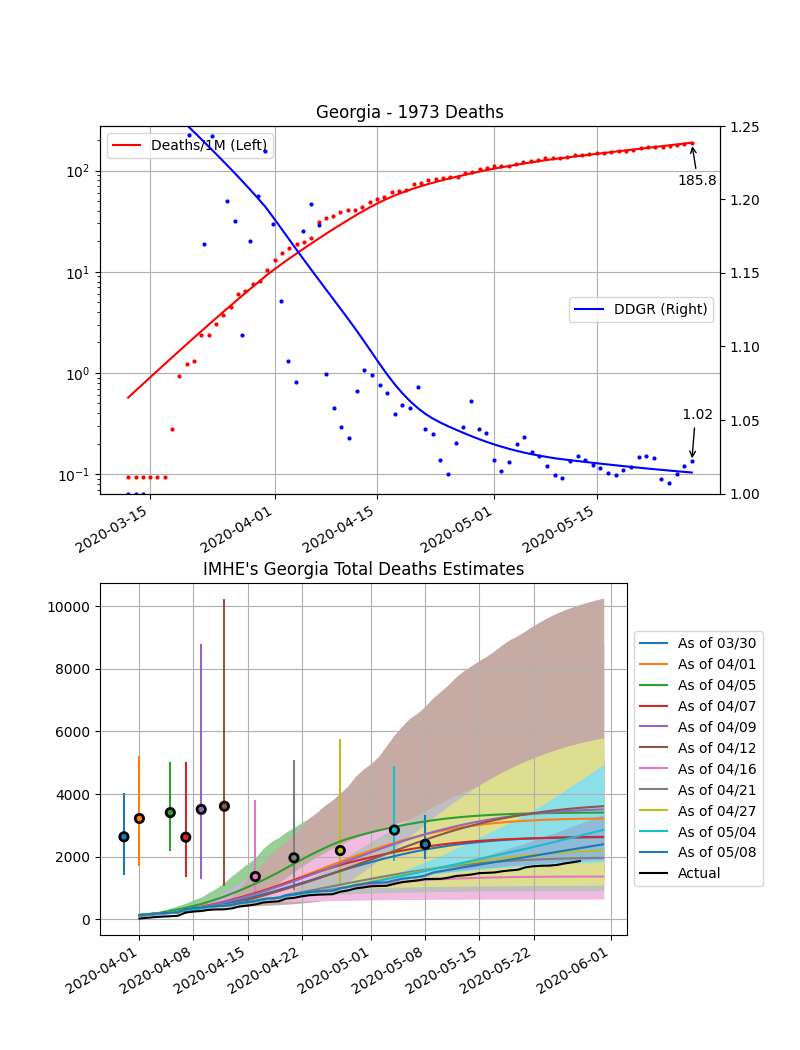 Georgia - 1973 Deaths
Deaths/1M (Left)
DDGR (Right)
185.8
1.02
10²
10¹
10⁰
10⁻¹
1.25
1.20
1.15
1.10
1.05
1.00
2020-03-15
2020-04-01
2020-04-15
2020-05-01
2020-05-15
IMHE's Georgia Total Deaths Estimates
10000
8000
6000
4000
2000
0
2020-04-01
2020-04-08
2020-04-15
2020-04-22
2020-05-01
2020-05-08
2020-05-15
2020-05-22
2020-06-01
As of 03/30
As of 04/01
As of 04/05
As of 04/07
As of 04/09
As of 04/12
As of 04/16
As of 04/21
As of 04/27
As of 05/04
As of 05/08
Actual